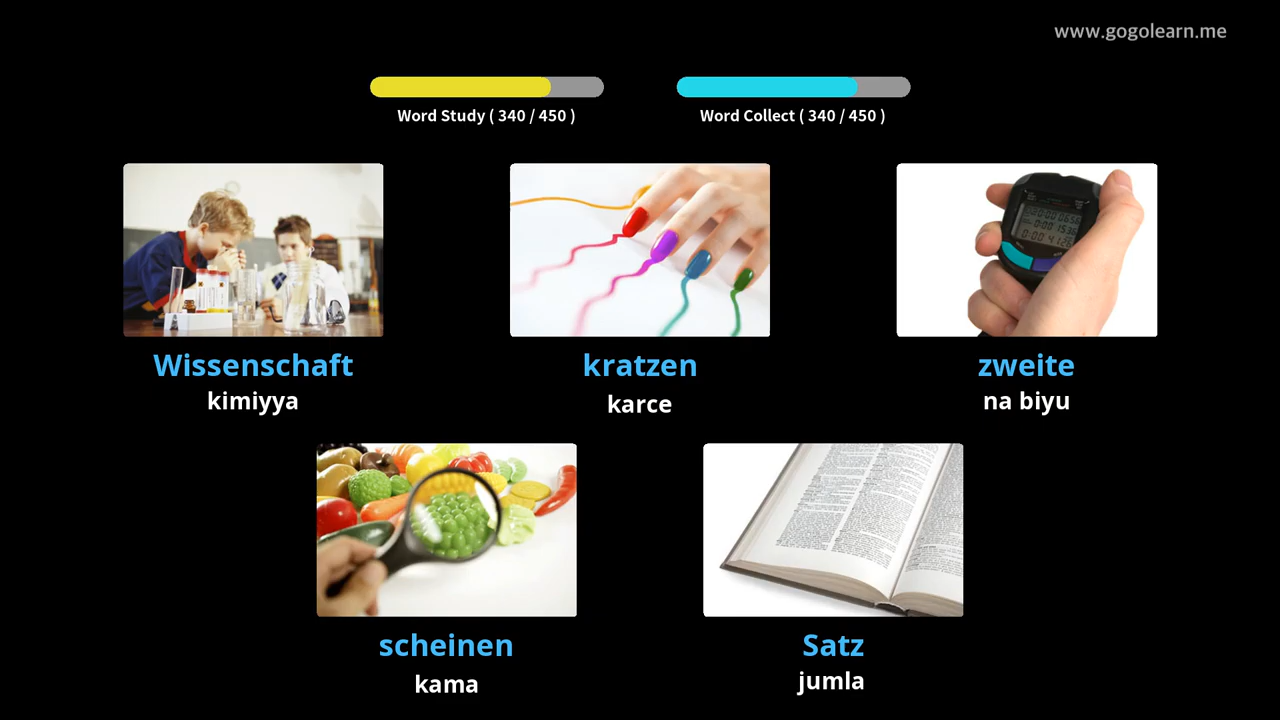 www.gogolearn.me
Word Study ( 340 / 450 )
Word Collect ( 340 / 450 )
Wissenschaft
kimiyya
kratzen
karce
zweite
na biyu
scheinen
kama
Satz
jumla